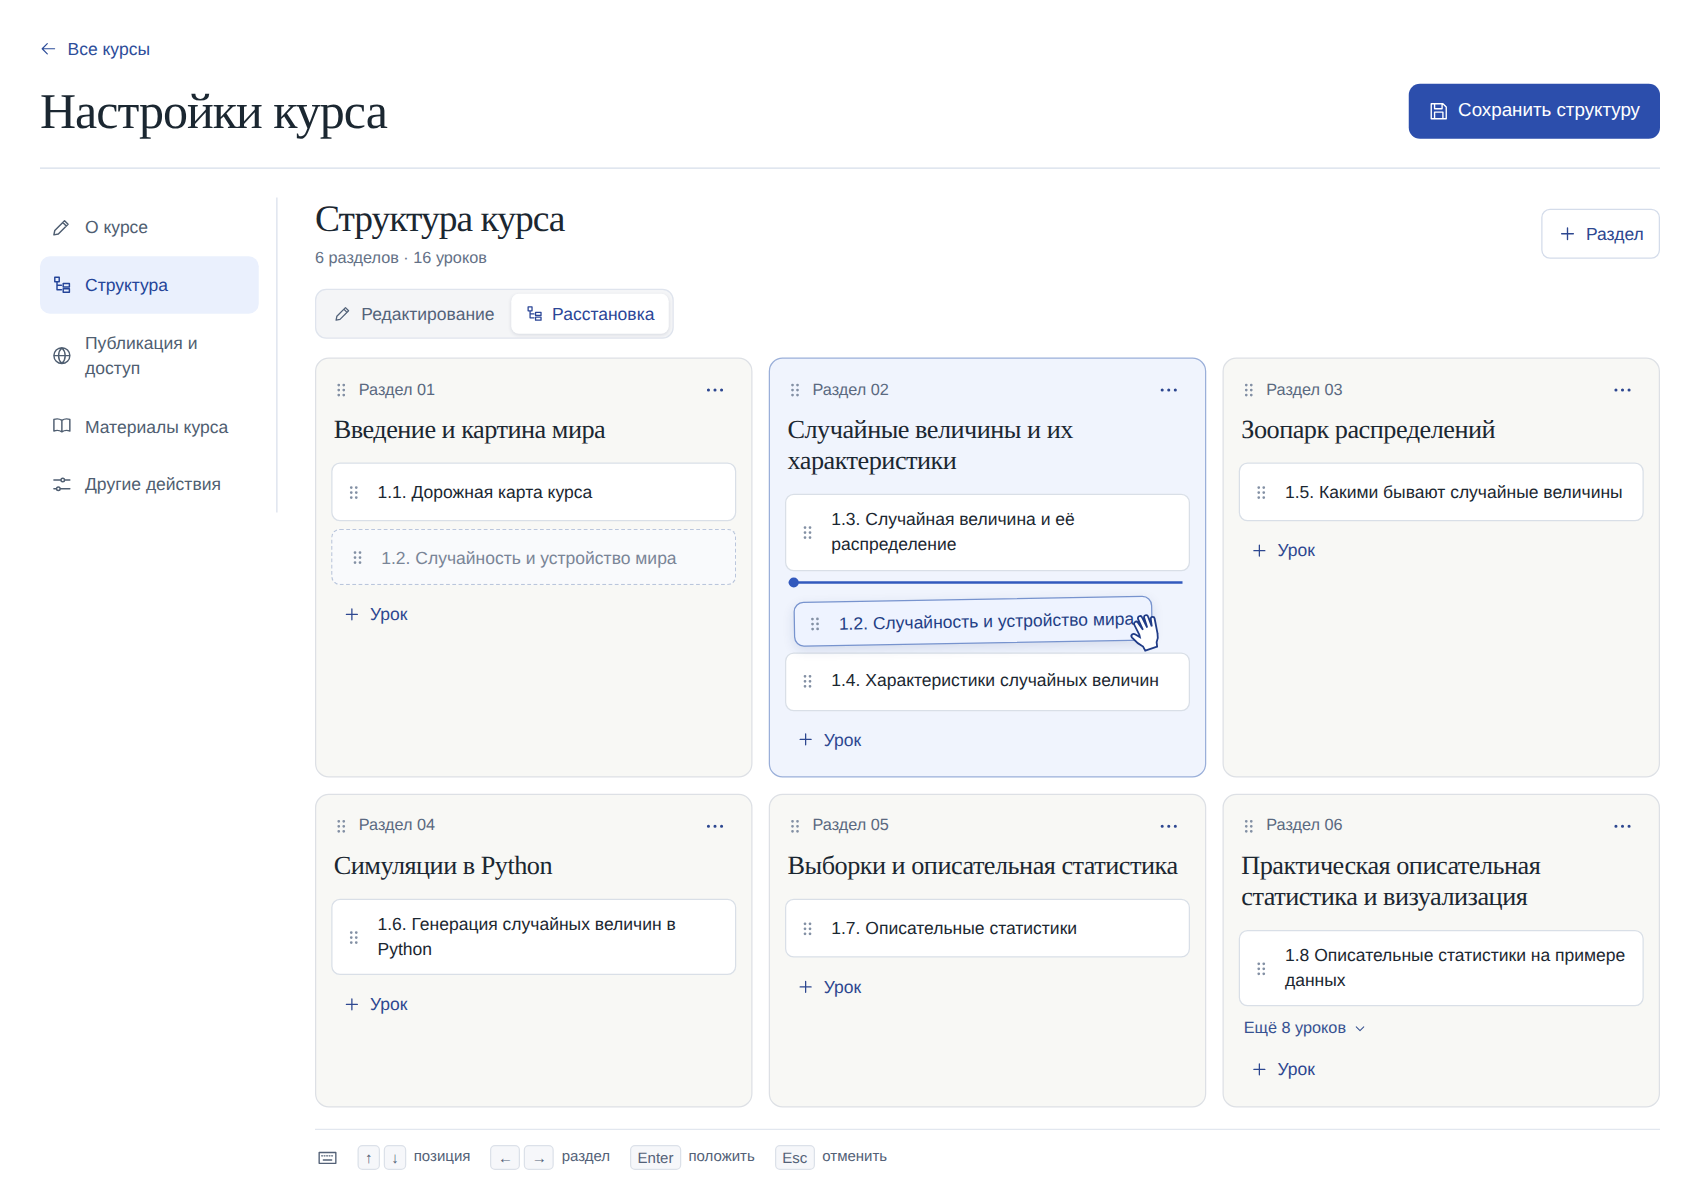 ← Все курсы
Настройки курса
Сохранить структуру
О курсе
Структура
Публикация и
доступ
Материалы курса
Другие действия
Структура курса
6 разделов · 16 уроков
+ Раздел
Редактирование
Расстановка
Раздел 01
Введение и картина мира
1.1. Дорожная карта курса
1.2. Случайность и устройство мира
+ Урок
Раздел 02
Случайные величины и их
характеристики
1.3. Случайная величина и её
распределение
1.2. Случайность и устройство мира
1.4. Характеристики случайных величин
+ Урок
Раздел 03
Зоопарк распределений
1.5. Какими бывают случайные величины
+ Урок
Раздел 04
Симуляции в Python
1.6. Генерация случайных величин в
Python
+ Урок
Раздел 05
Выборки и описательная статистика
1.7. Описательные статистики
+ Урок
Раздел 06
Практическая описательная
статистика и визуализация
1.8 Описательные статистики на примере
данных
Ещё 8 уроков
+ Урок
↑ ↓ позиция ← → раздел Enter положить Esc отменить